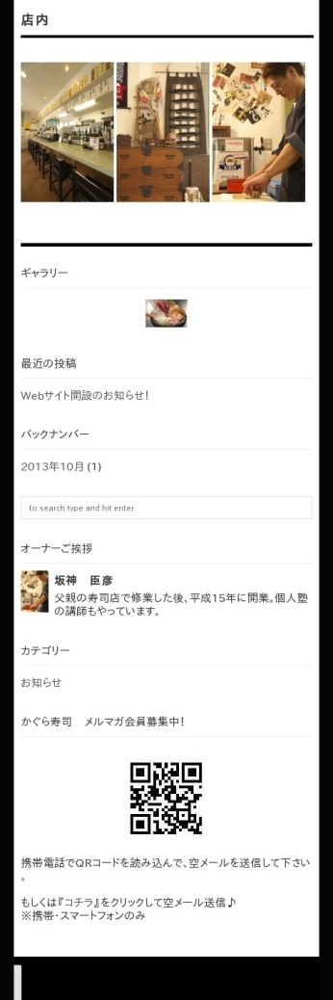 店内
ギャラリー
最近の投稿
Webサイト開設のお知らせ！
バックナンバー
2013年10月 (1)
to search type and hit enter
オーナーご挨拶
坂神　臣彦
父親の寿司店で修業した後、平成15年に開業。個人塾
の講師もやっています。
カテゴリー
お知らせ
かぐら寿司　メルマガ会員募集中！
携帯電話でQRコードを読み込んで、空メールを送信して下さい
。
もしくは『コチラ』をクリックして空メール送信♪
※携帯・スマートフォンのみ